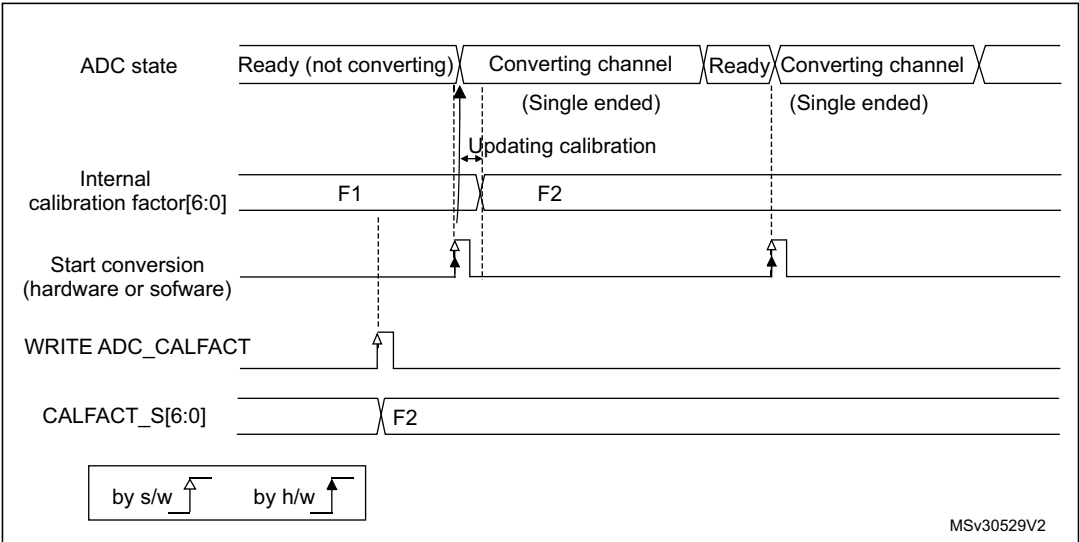 ADC state
Ready (not converting)
Converting channel
Ready
Converting channel
(Single ended)
(Single ended)
Updating calibration
Internal
calibration factor[6:0]
F1
F2
Start conversion
(hardware or sofware)
WRITE ADC_CALFACT
CALFACT_S[6:0]
F2
by s/w
by h/w
MSv30529V2